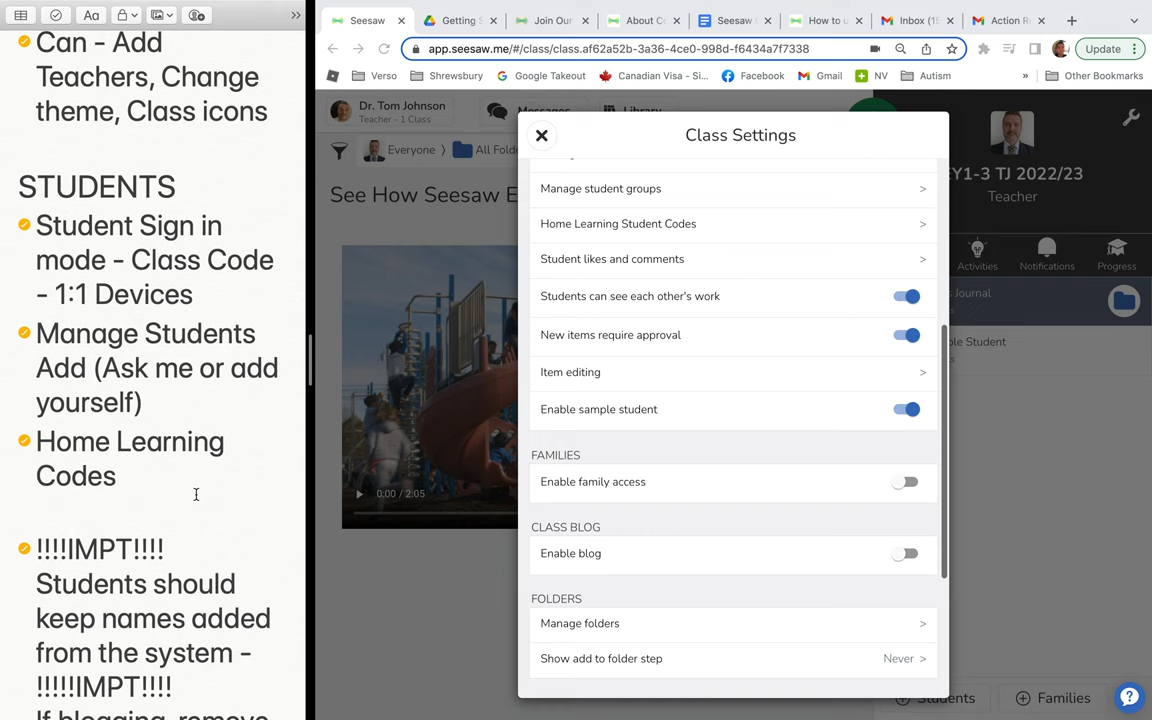 Can - Add
Teachers, Change
theme, Class icons
STUDENTS
Student Sign in
mode - Class Code
- 1:1 Devices
Manage Students
Add (Ask me or add
yourself)
Home Learning
Codes
!!!!IMPT!!!!
Students should
keep names added
from the system -
!!!!!IMPT!!!!
If blogging, remove
Aa
Seesaw
Getting S
Join Our
About C
Seesaw
How to u
Inbox (15
Action R
app.seesaw.me/#/class/class.af62a52b-3a36-4ce0-998d-f6434a7f7338
Update
Verso
Shrewsbury
Google Takeout
Canadian Visa - Si...
Facebook
Gmail
NV
Autism
Other Bookmarks
Dr. Tom Johnson
Teacher - 1 Class
Messages
Library
Everyone
All Fold
See How Seesaw E
0:00 / 2:05
Class Settings
Manage student groups
Home Learning Student Codes
Student likes and comments
Students can see each other's work
New items require approval
Item editing
Enable sample student
FAMILIES
Enable family access
CLASS BLOG
Enable blog
FOLDERS
Manage folders
Show add to folder step
Never
EY1-3 TJ 2022/23
Teacher
Activities
Notifications
Progress
Journal
Student
Students
Families